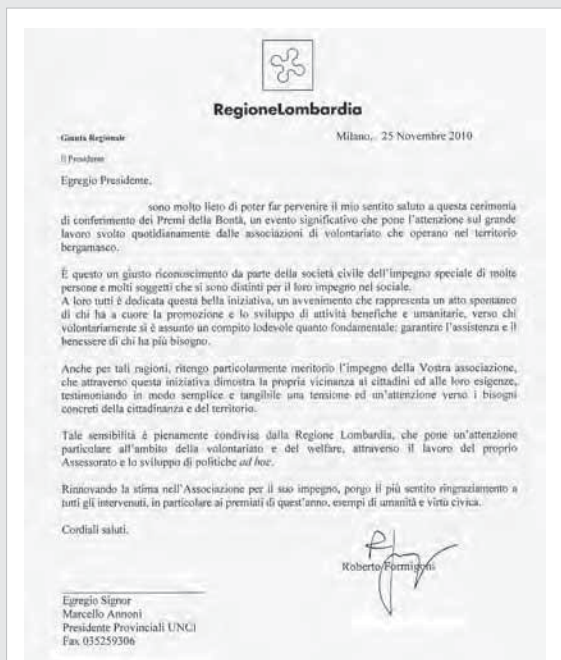 RegioneLombardia
Giunta Regionale
Milano, 25 Novembre 2010
Il Presidente
Egregio Presidente,
sono molto lieto di poter far pervenire il mio sentito saluto a questa cerimonia
di conferimento dei Premi della Bontà, un evento significativo che pone l'attenzione sul grande
lavoro svolto quotidianamente dalle associazioni di volontariato che operano nel territorio
bergamasco.
È questo un giusto riconoscimento da parte della società civile dell'impegno speciale di molte
persone e molti soggetti che si sono distinti per il loro impegno nel sociale.
A loro tutti è dedicata questa bella iniziativa, un avvenimento che rappresenta un atto spontaneo
di chi ha a cuore la promozione e lo sviluppo di attività benefiche e umanitarie, verso chi
volontariamente si è assunto un compito lodevole quanto fondamentale: garantire l'assistenza e il
benessere di chi ha più bisogno.
Anche per tali ragioni, ritengo particolarmente meritorio l'impegno della Vostra associazione,
che attraverso questa iniziativa dimostra la propria vicinanza ai cittadini ed alle loro esigenze,
testimoniando in modo semplice e tangibile una tensione ed un'attenzione verso i bisogni
concreti della cittadinanza e del territorio.
Tale sensibilità è pienamente condivisa dalla Regione Lombardia, che pone un'attenzione
particolare all'ambito della volontariato e del welfare, attraverso il lavoro del proprio
Assessorato e lo sviluppo di politiche ad hoc.
Rinnovando la stima nell'Associazione per il suo impegno, porgo il più sentito ringraziamento a
tutti gli intervenuti, in particolare ai premiati di quest'anno, esempi di umanità e virtù civica.
Cordiali saluti.
Roberto Formigoni
Egregio Signor
Marcello Annoni
Presidente Provinciali UNCI
Fax 035259306